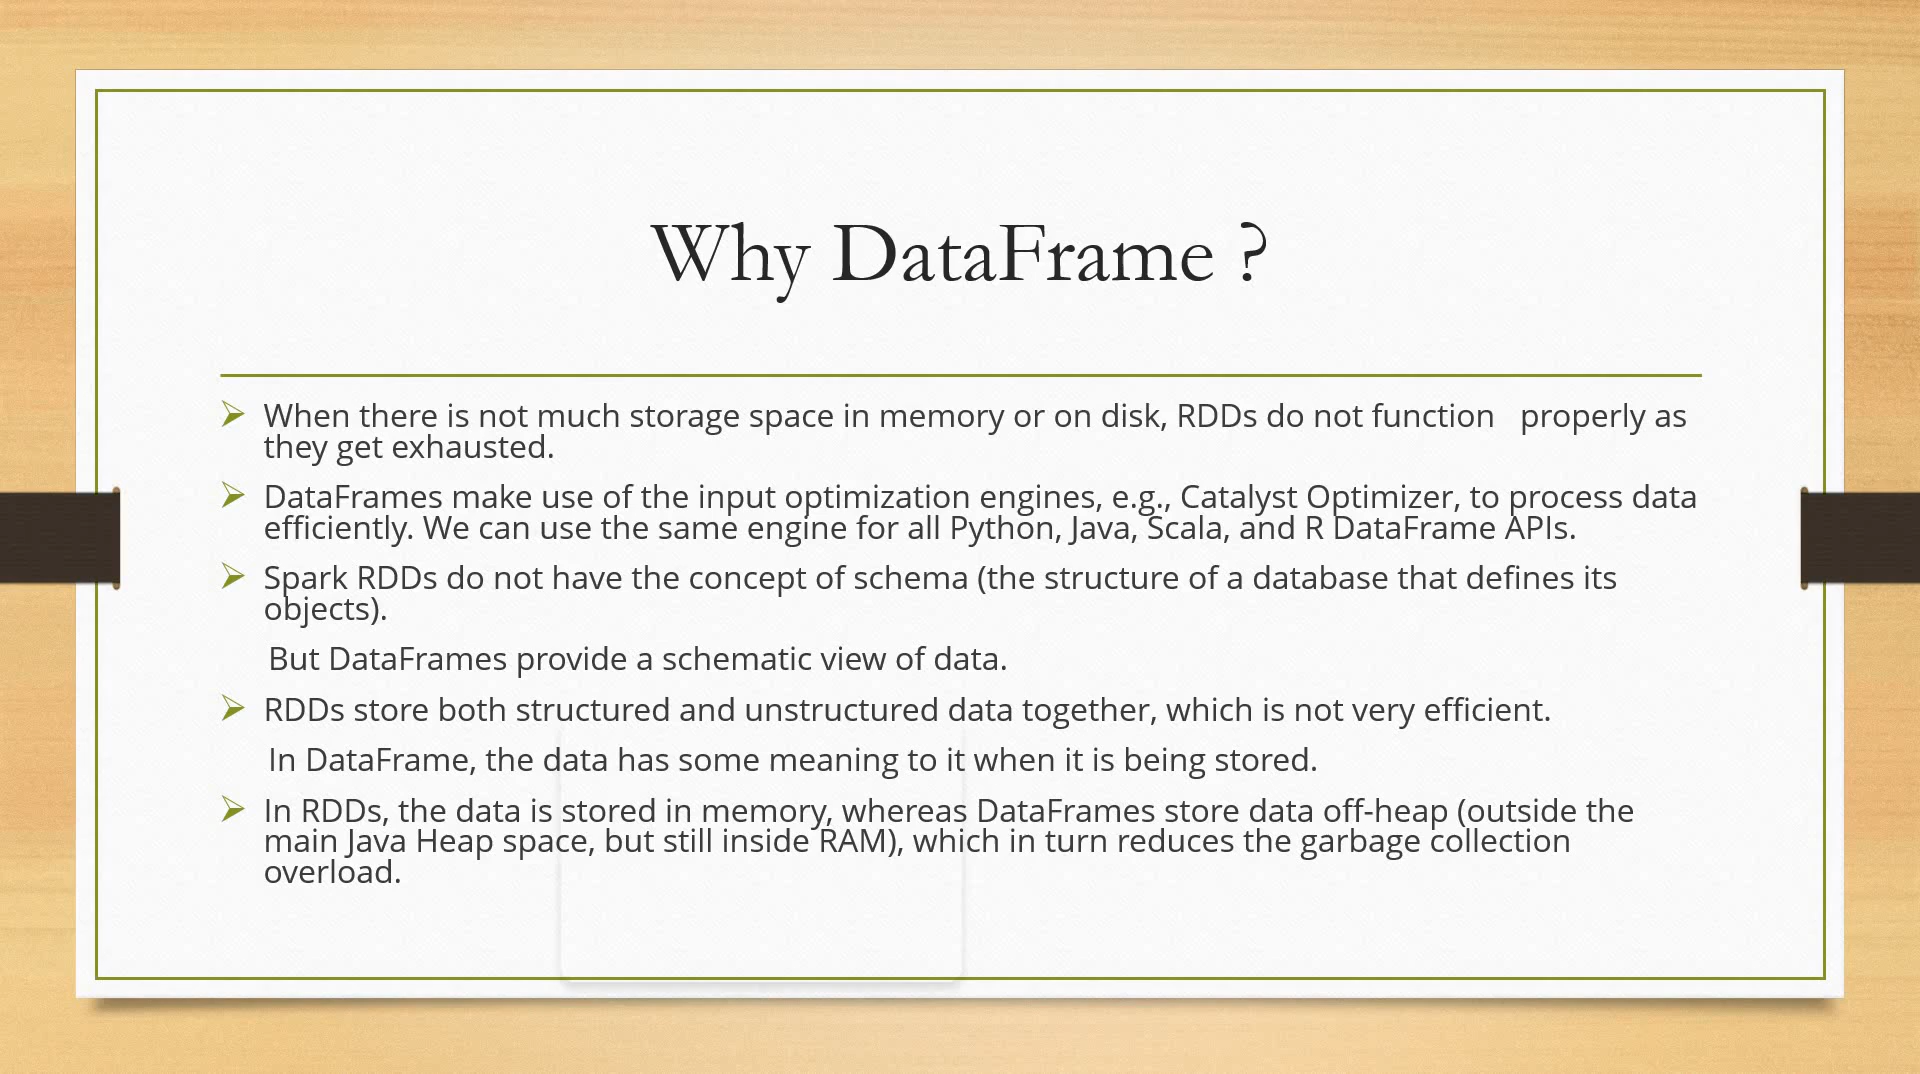 Why DataFrame ?
When there is not much storage space in memory or on disk, RDDs do not function   properly as
they get exhausted.
DataFrames make use of the input optimization engines, e.g., Catalyst Optimizer, to process data
efficiently. We can use the same engine for all Python, Java, Scala, and R DataFrame APIs.
Spark RDDs do not have the concept of schema (the structure of a database that defines its
objects).
But DataFrames provide a schematic view of data.
RDDs store both structured and unstructured data together, which is not very efficient.
In DataFrame, the data has some meaning to it when it is being stored.
In RDDs, the data is stored in memory, whereas DataFrames store data off-heap (outside the
main Java Heap space, but still inside RAM), which in turn reduces the garbage collection
overload.